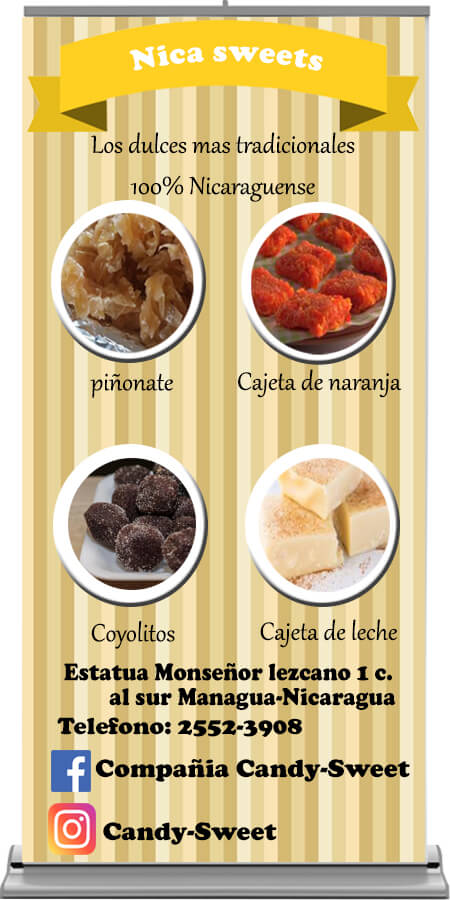 Nica sweets
Los dulces mas tradicionales
100% Nicaraguense
piñonate
Cajeta de naranja
Coyolitos
Cajeta de leche
Estatua Monseñor lezcano 1 c.
al sur Managua-Nicaragua
Telefono: 2552-3908
Compañia Candy-Sweet
Candy-Sweet